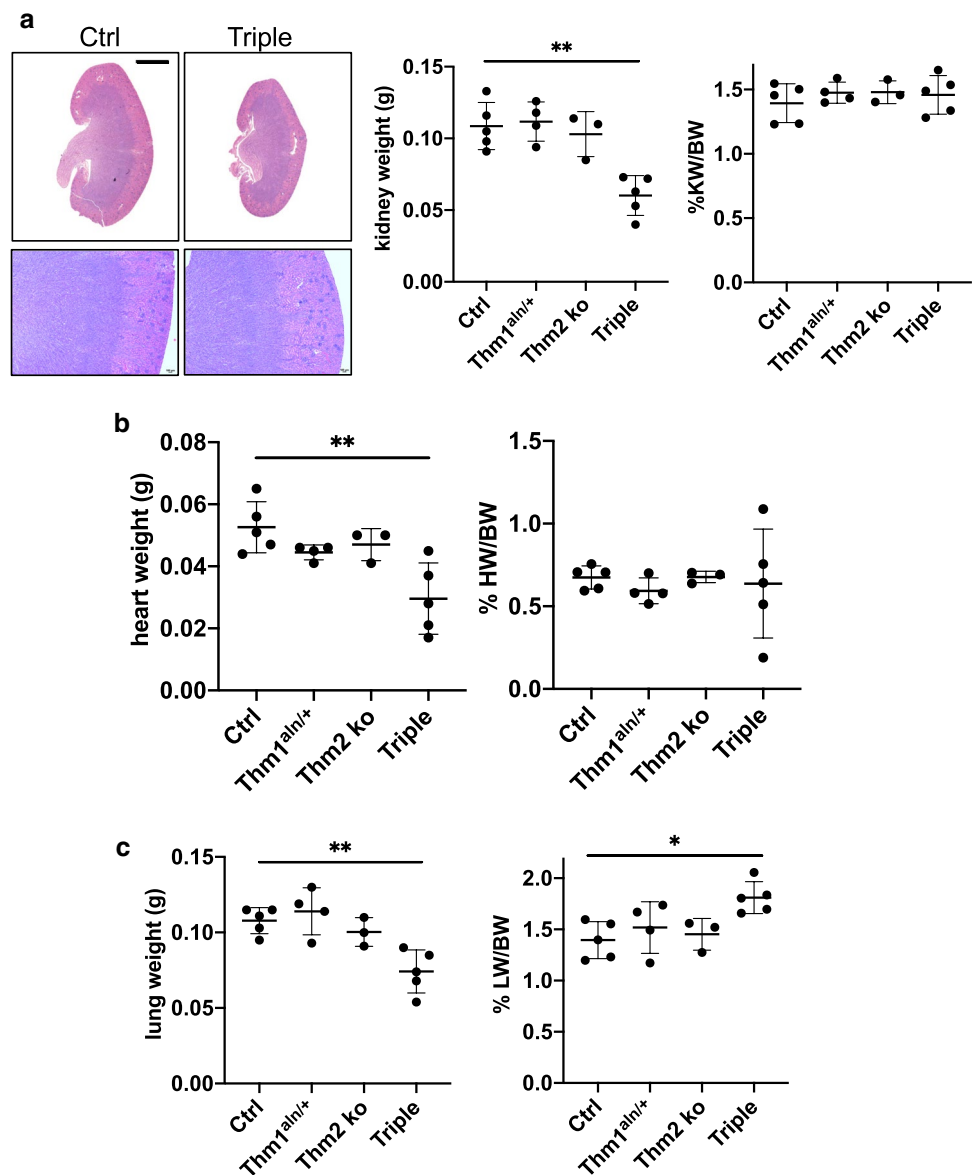 a
Ctrl
Triple
kidney weight (g)
**
0.15
0.10
0.05
0.00
Ctrl
Thm1aln/+
Thm2 ko
Triple
%KW/BW
1.5
1.0
0.5
0.0
Ctrl
Thm1aln/+
Thm2 ko
Triple
b
heart weight (g)
**
0.08
0.06
0.04
0.02
0.00
Ctrl
Thm1aln/+
Thm2 ko
Triple
% HW/BW
1.5
1.0
0.5
0.0
Ctrl
Thm1aln/+
Thm2 ko
Triple
c
lung weight (g)
**
0.15
0.10
0.05
0.00
Ctrl
Thm1aln/+
Thm2 ko
Triple
% LW/BW
*
2.0
1.5
1.0
0.5
0.0
Ctrl
Thm1aln/+
Thm2 ko
Triple